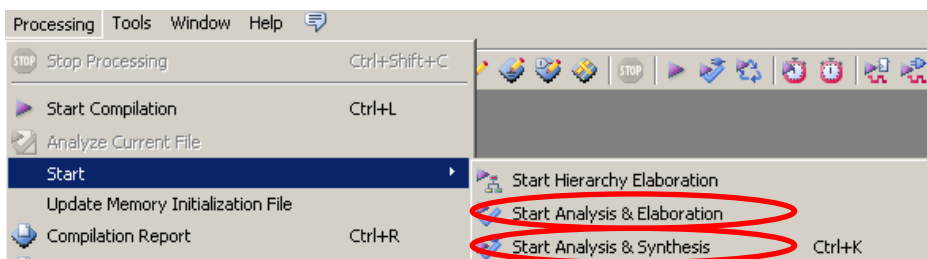 Processing Tools Window Help
STOP Stop Processing Ctrl+Shift+C
STOP
Start Compilation Ctrl+L
Analyze Current File
Start
Start Hierarchy Elaboration
Update Memory Initialization File
Start Analysis & Elaboration
Compilation Report Ctrl+R
Start Analysis & Synthesis Ctrl+K